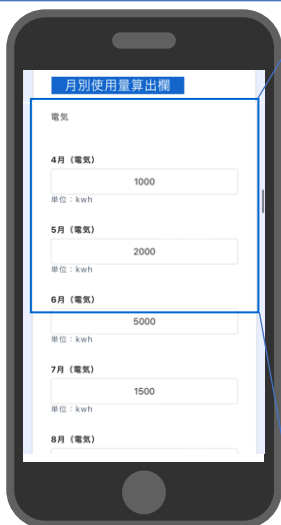 月別使用量算出欄
電気
4月（電気）
1000
単位：kwh
5月（電気）
2000
単位：kwh
6月（電気）
5000
単位：kwh
7月（電気）
1500
単位：kwh
8月（電気）